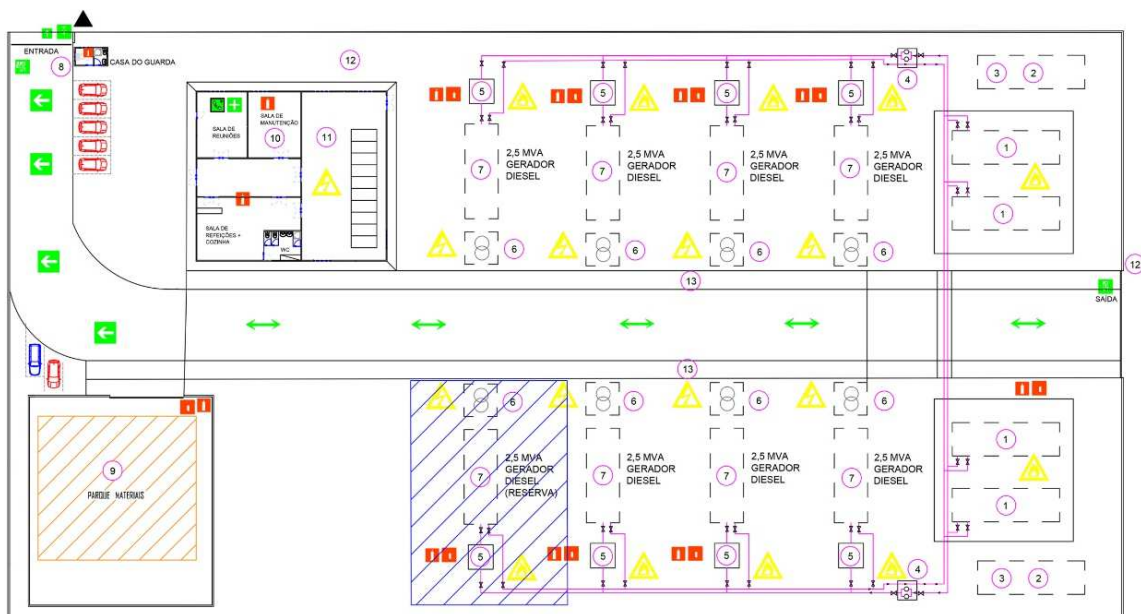 ENTRADA
8
CASA DO GUARDA
12
SALA DE
REUNIÕES
SALA DE
MANUTENÇÃO
10
11
SALA DE
REFEIÇÕES +
COZINHA
WC
5
5
5
5
4
3
2
7
2,5 MVA
GERADOR
DIESEL
7
2,5 MVA
GERADOR
DIESEL
7
2,5 MVA
GERADOR
DIESEL
7
2,5 MVA
GERADOR
DIESEL
1
1
6
6
6
6
12
13
SAÍDA
13
6
6
6
6
9
PARQUE MATERIAIS
7
2,5 MVA
GERADOR
DIESEL
(RESERVA)
7
2,5 MVA
GERADOR
DIESEL
7
2,5 MVA
GERADOR
DIESEL
7
2,5 MVA
GERADOR
DIESEL
1
1
5
5
5
5
4
3
2